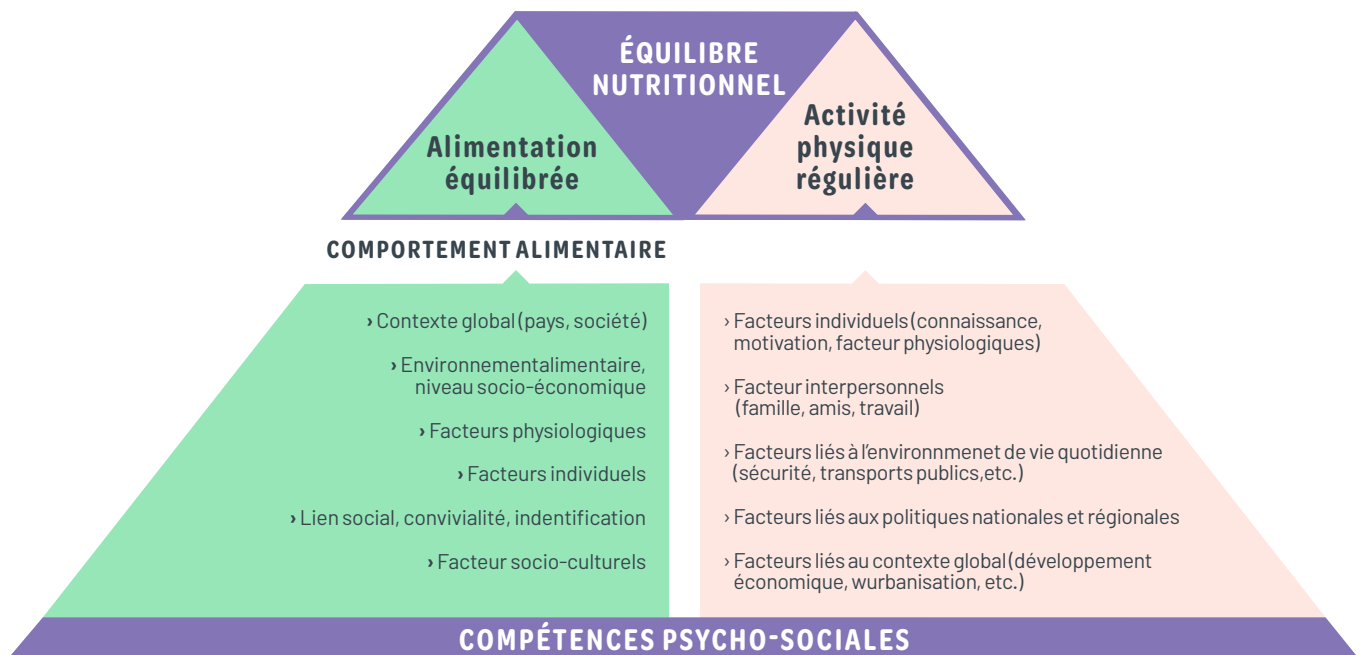 ÉQUILIBRE
NUTRITIONNEL
Alimentation
équilibrée
Activité
physique
régulière
COMPORTEMENT ALIMENTAIRE
› Contexte global (pays, société)
› Environnementalimentaire,
niveau socio-économique
› Facteurs physiologiques
› Facteurs individuels
› Lien social, convivialité, indentification
› Facteur socio-culturels
› Facteurs individuels (connaissance,
motivation, facteur physiologiques)
› Facteur interpersonnels
(famille, amis, travail)
› Facteurs liés à l'environnmenet de vie quotidienne
(sécurité, transports publics,etc.)
› Facteurs liés aux politiques nationales et régionales
› Facteurs liés au contexte global (développement
économique, wurbanisation, etc.)
COMPÉTENCES PSYCHO-SOCIALES